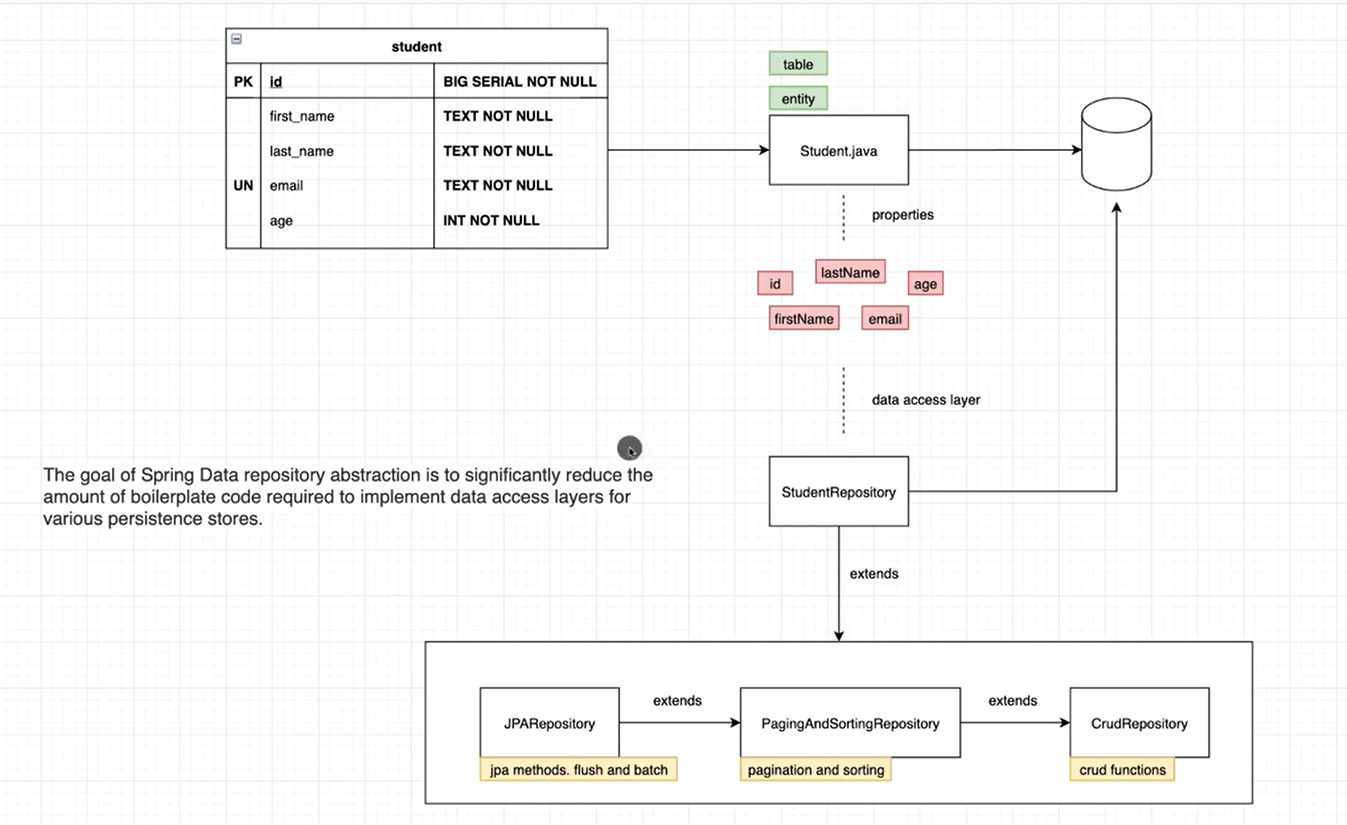 student
PK id BIG SERIAL NOT NULL
first_name TEXT NOT NULL
last_name TEXT NOT NULL
UN email TEXT NOT NULL
age INT NOT NULL
table
entity
Student.java
properties
id
lastName
age
firstName
email
data access layer
The goal of Spring Data repository abstraction is to significantly reduce the
amount of boilerplate code required to implement data access layers for
various persistence stores.
StudentRepository
extends
JPARepository
extends
PagingAndSortingRepository
extends
CrudRepository
jpa methods. flush and batch
pagination and sorting
crud functions